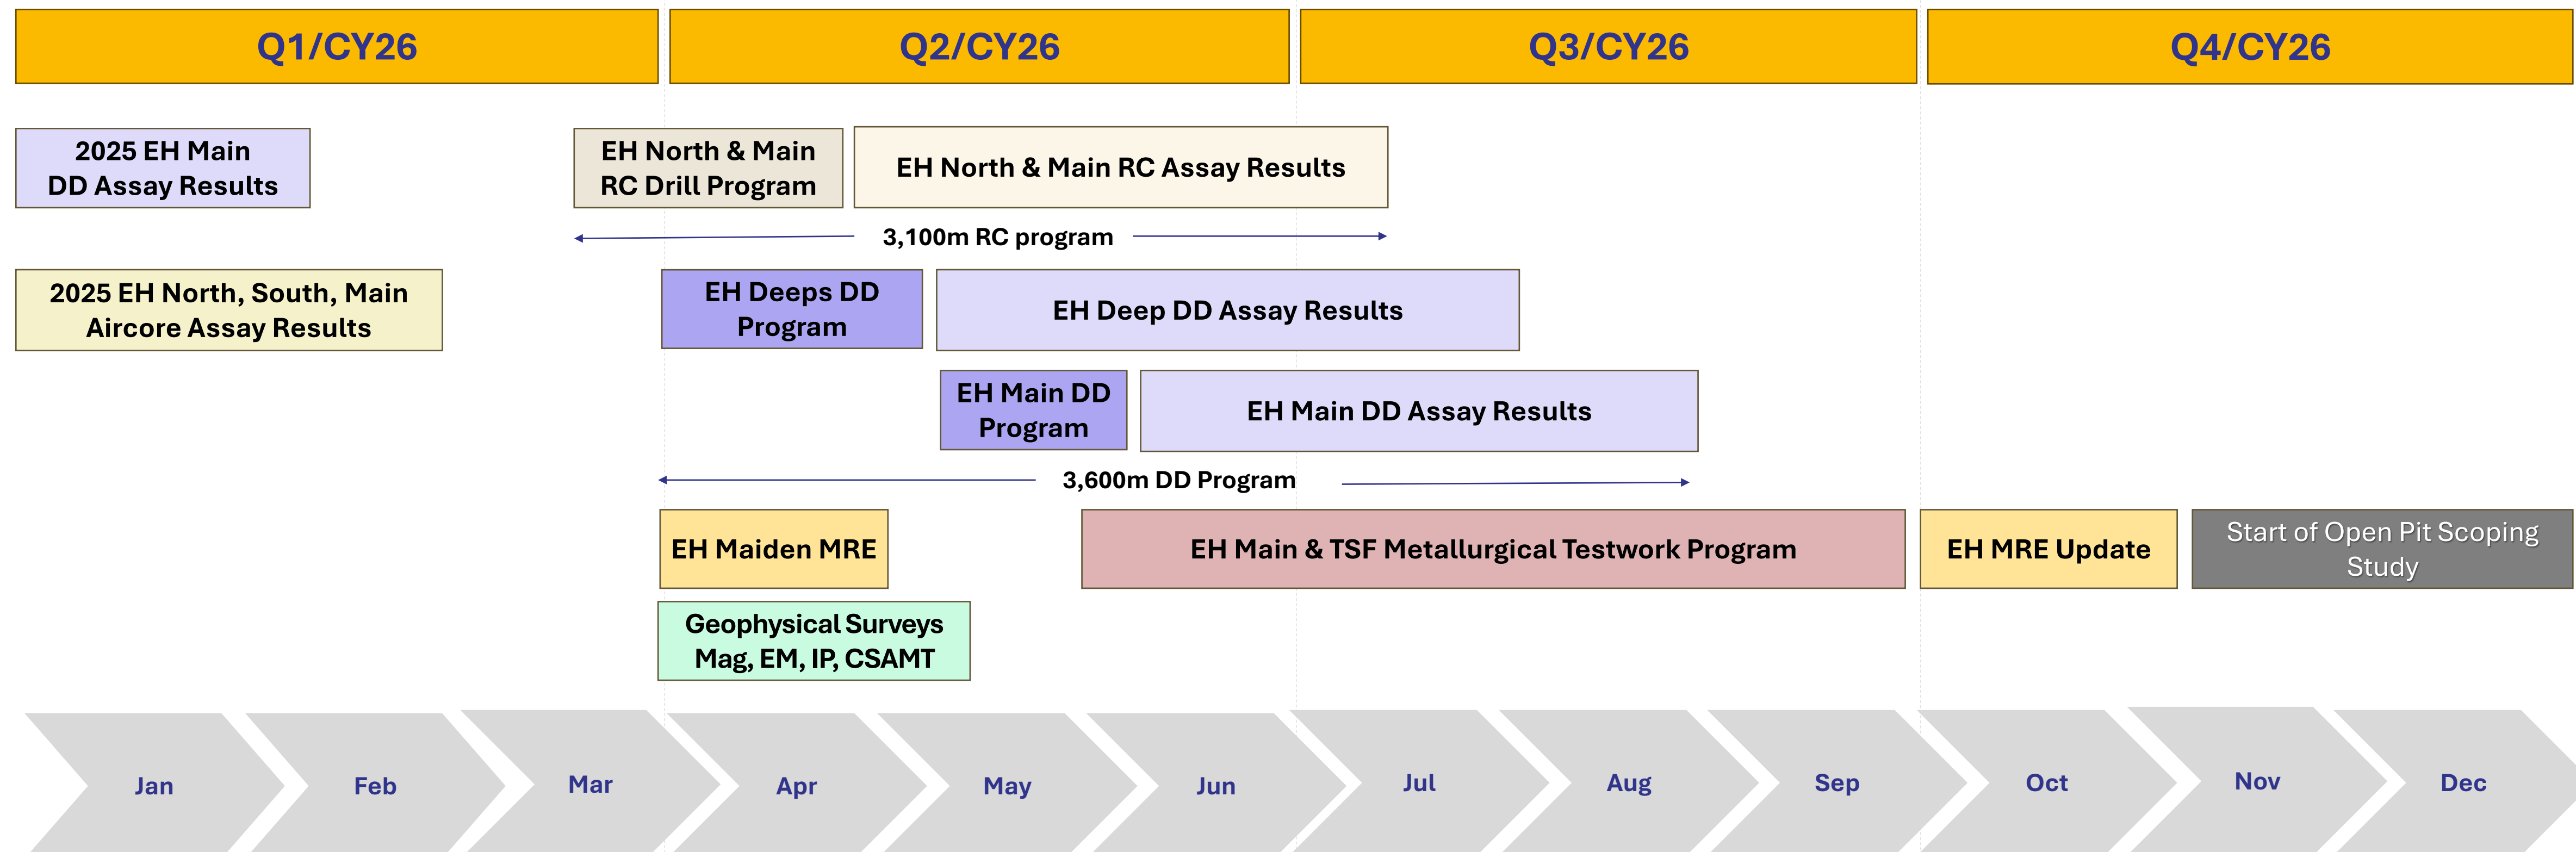 Q1/CY26
Q2/CY26
Q3/CY26
Q4/CY26
2025 EH Main
DD Assay Results
EH North & Main
RC Drill Program
EH North & Main RC Assay Results
3,100m RC program
2025 EH North, South, Main
Aircore Assay Results
EH Deeps DD
Program
EH Deep DD Assay Results
EH Main DD
Program
EH Main DD Assay Results
3,600m DD Program
EH Maiden MRE
EH Main & TSF Metallurgical Testwork Program
EH MRE Update
Start of Open Pit Scoping
Study
Geophysical Surveys
Mag, EM, IP, CSAMT
Jan
Feb
Mar
Apr
May
Jun
Jul
Aug
Sep
Oct
Nov
Dec